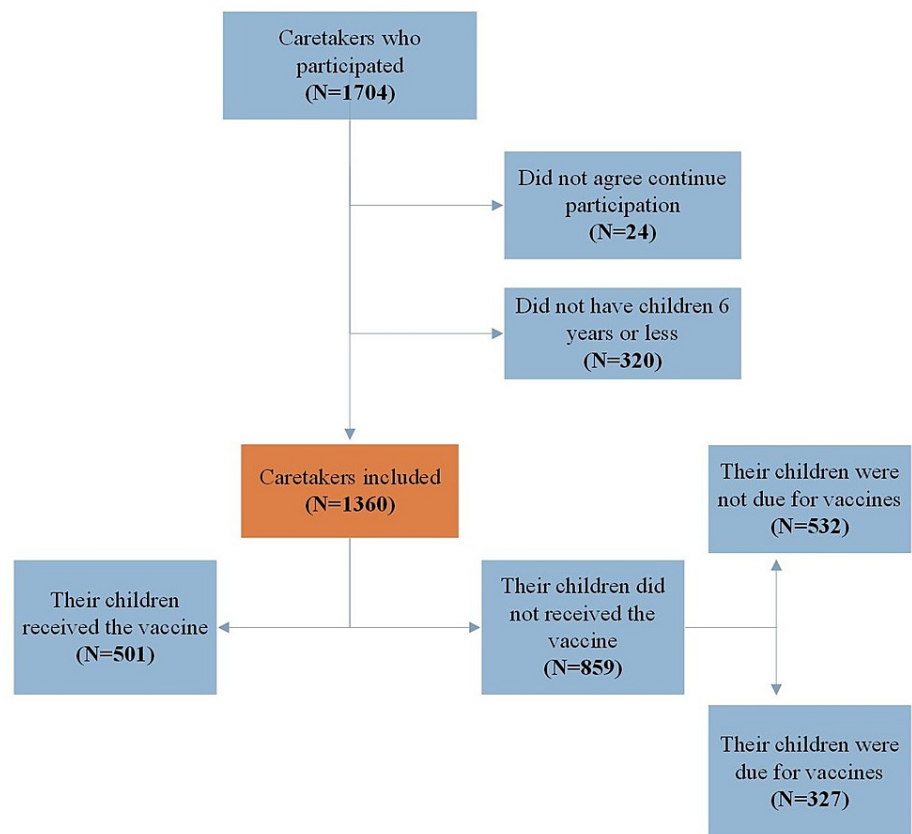 Caretakers who
participated
(N=1704)
Did not agree continue
participation
(N=24)
Did not have children 6
years or less
(N=320)
Caretakers included
(N=1360)
Their children were
not due for vaccines
(N=532)
Their children
received the vaccine
(N=501)
Their children did
not received the
vaccine
(N=859)
Their children were
due for vaccines
(N=327)